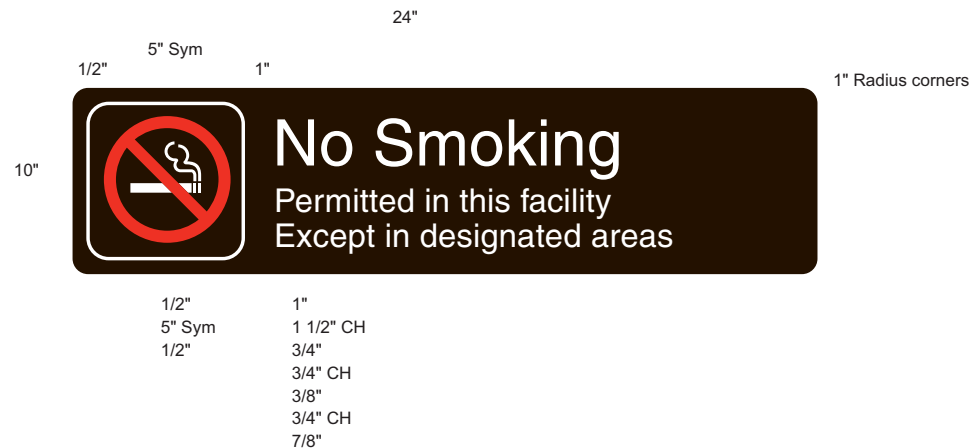 24"
5" Sym
1/2"
1"
1" Radius corners
10"
No Smoking
Permitted in this facility
Except in designated areas
1/2"
5" Sym
1/2"
1"
1 1/2" CH
3/4"
3/4" CH
3/8"
3/4" CH
7/8"